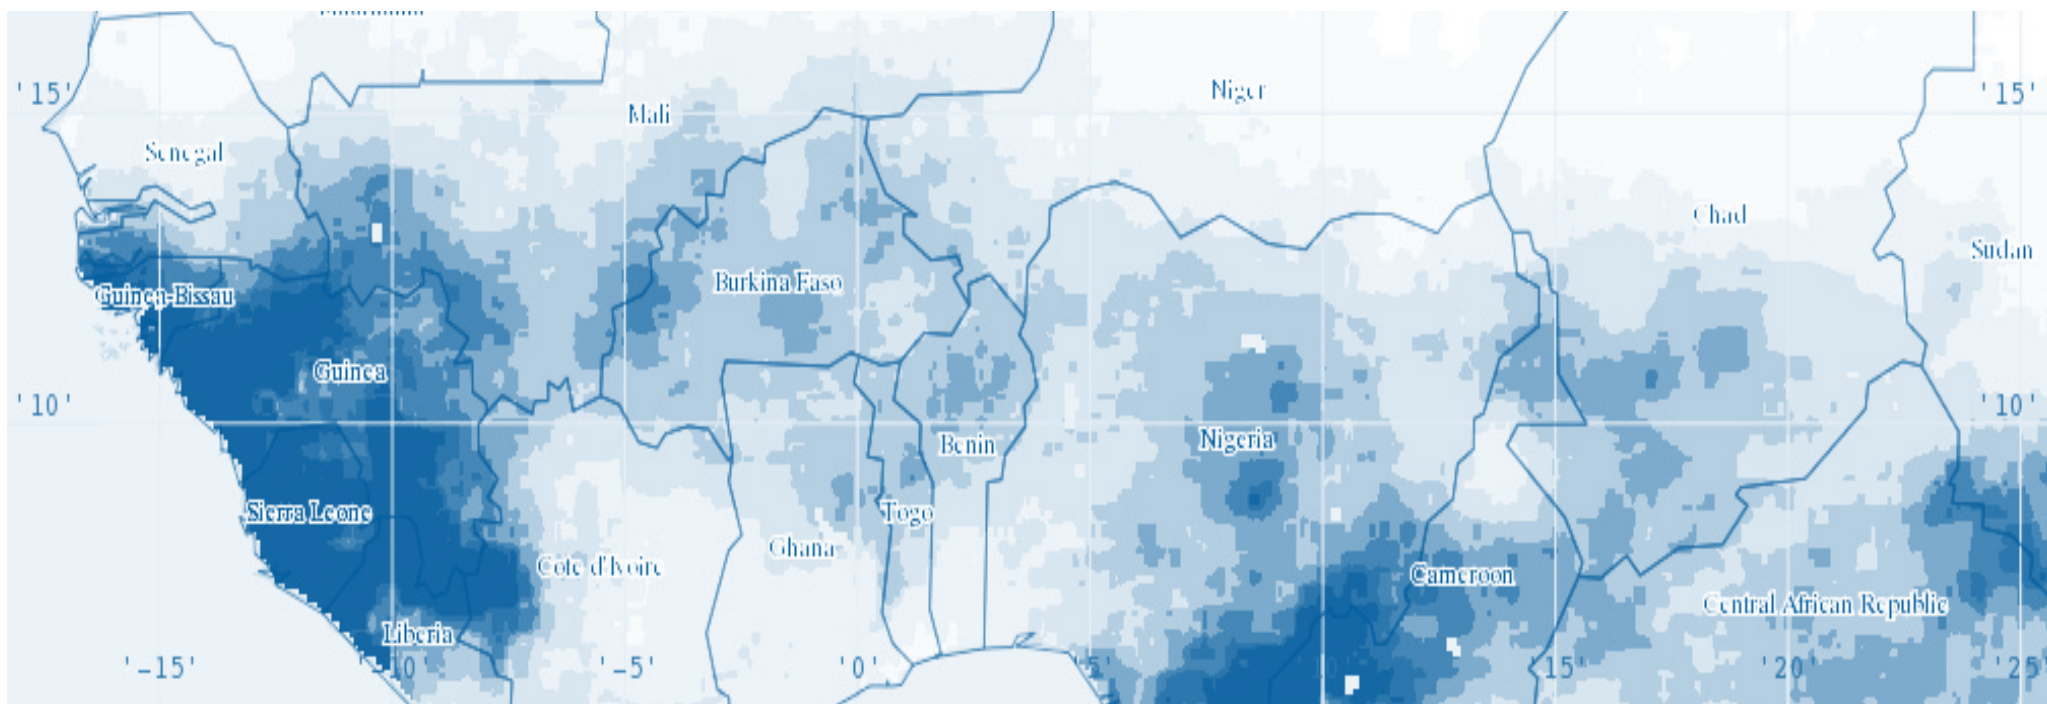 '15'
Niger
'15'
Mali
Senegal
Chad
Sudan
Burkina Faso
Guinea-Bissau
Guinea
'10'
'10'
Nigeria
Benin
Sierra Leone
Togo
Ghana
Cote d'Ivoire
Cameroon
Central African Republic
Liberia
'-15'
'-5'
'0'
'15'
'20'
'25'